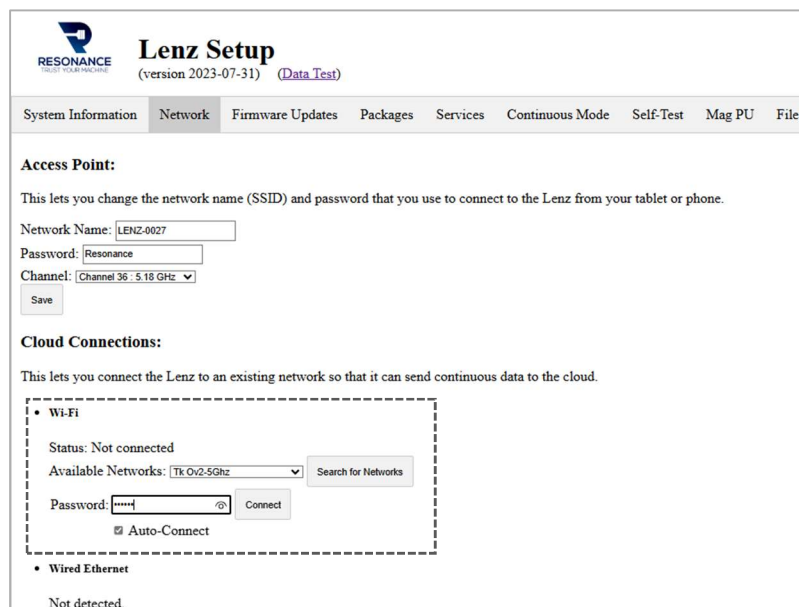 RESONANCE
TRUST YOUR MACHINE
Lenz Setup
(version 2023-07-31) (Data Test)
System Information Network Firmware Updates Packages Services Continuous Mode Self-Test Mag PU File
Access Point:
This lets you change the network name (SSID) and password that you use to connect to the Lenz from your tablet or phone.
Network Name: LENZ-0027
Password: Resonance
Channel: Channel 36 : 5.18 GHz
Save
Cloud Connections:
This lets you connect the Lenz to an existing network so that it can send continuous data to the cloud.
• Wi-Fi
Status: Not connected
Available Networks: Tk Ov2-5Ghz Search for Networks
Password: •••••• Connect
Auto-Connect
• Wired Ethernet
Not detected.